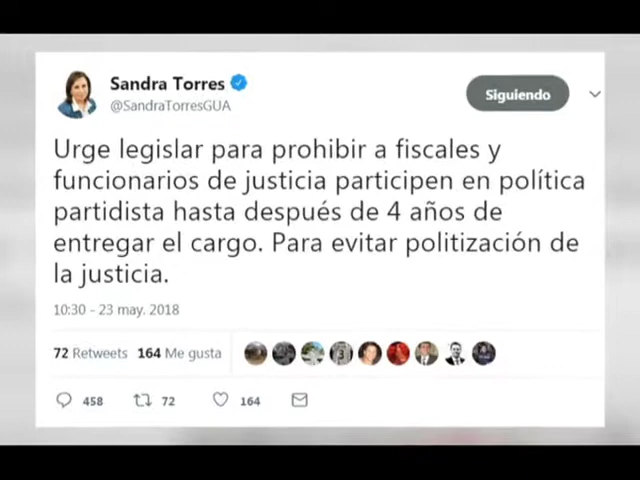 Sandra Torres
@SandraTorresGUA
Siguiendo
Urge legislar para prohibir a fiscales y
funcionarios de justicia participen en política
partidista hasta después de 4 años de
entregar el cargo. Para evitar politización de
la justicia.
10:30 - 23 may. 2018
72 Retweets 164 Me gusta
458 72 164